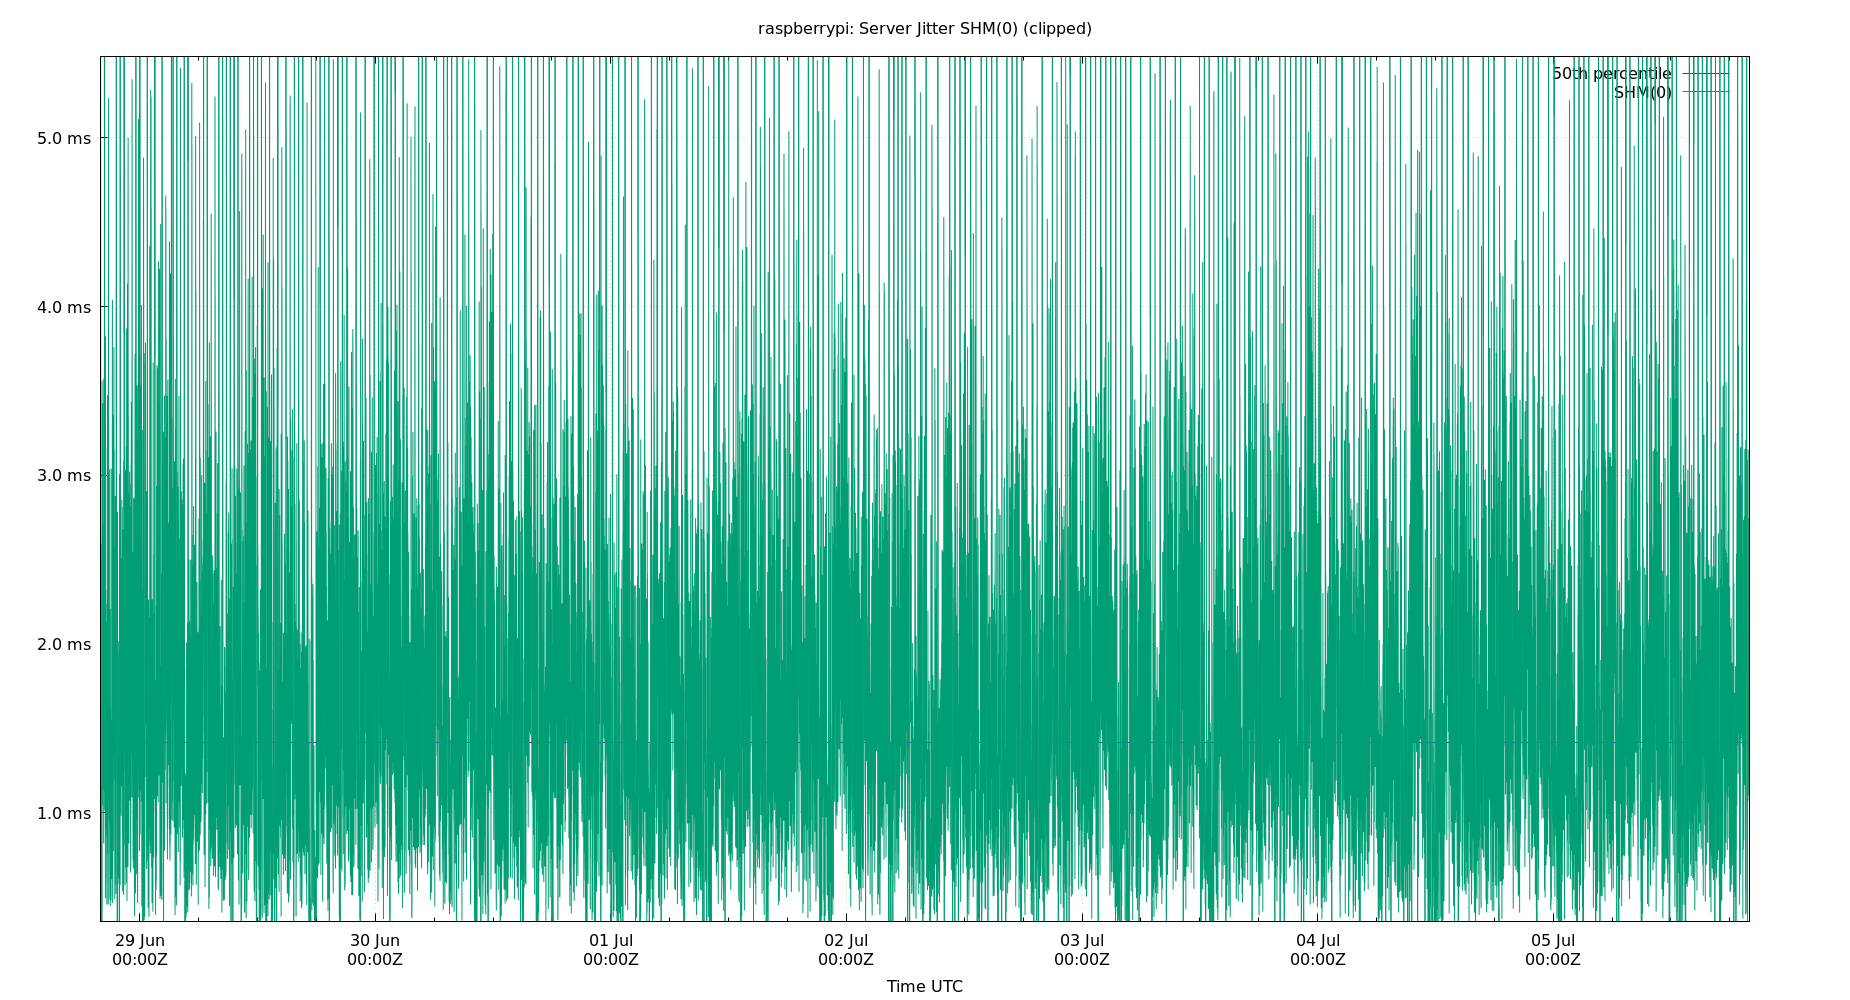 raspberrypi: Server Jitter SHM(0) (clipped)
50th percentile
SHM(0)
5.0 ms
4.0 ms
3.0 ms
2.0 ms
1.0 ms
29 Jun 30 Jun 01 Jul 02 Jul 03 Jul 04 Jul 05 Jul
00:00Z 00:00Z 00:00Z 00:00Z 00:00Z 00:00Z 00:00Z
Time UTC